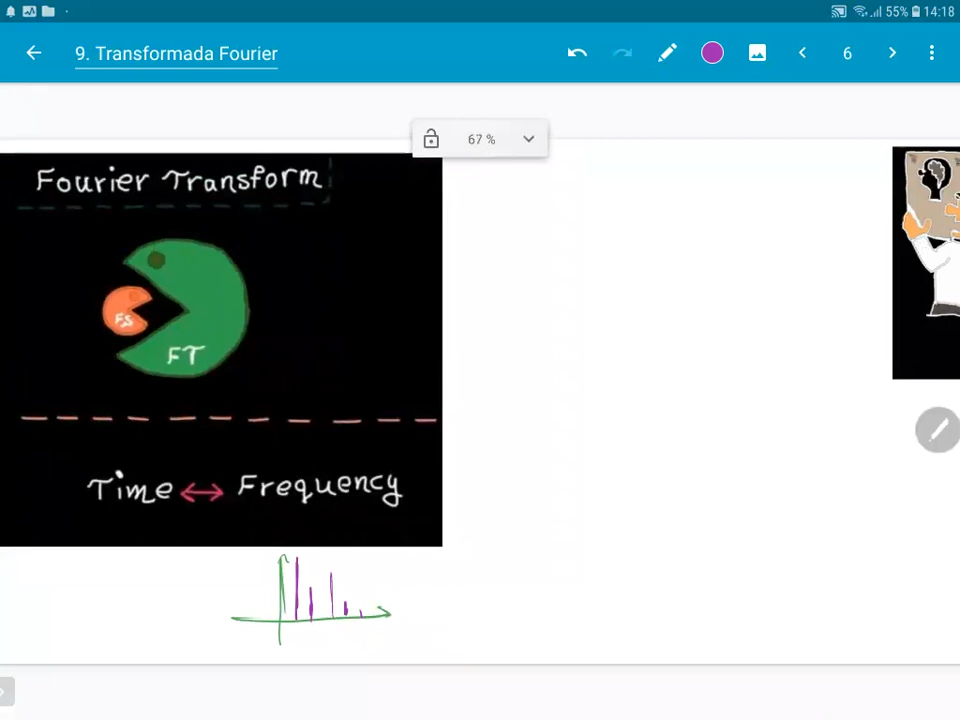 55% 14:18
9. Transformada Fourier
6
67 %
Fourier Transform
FS
FT
Time ↔ Frequency